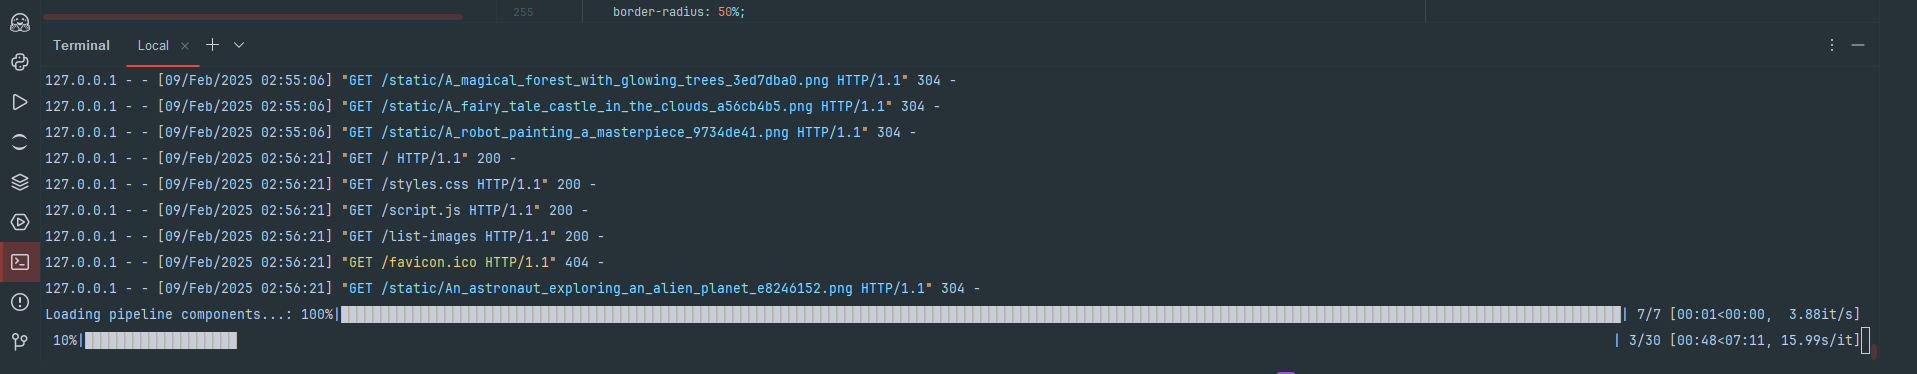 255 border-radius: 50%;
Terminal Local
127.0.0.1 - - [09/Feb/2025 02:55:06] "GET /static/A_magical_forest_with_glowing_trees_3ed7dba0.png HTTP/1.1" 304 -
127.0.0.1 - - [09/Feb/2025 02:55:06] "GET /static/A_fairy_tale_castle_in_the_clouds_a56cb4b5.png HTTP/1.1" 304 -
127.0.0.1 - - [09/Feb/2025 02:55:06] "GET /static/A_robot_painting_a_masterpiece_9734de41.png HTTP/1.1" 304 -
127.0.0.1 - - [09/Feb/2025 02:56:21] "GET / HTTP/1.1" 200 -
127.0.0.1 - - [09/Feb/2025 02:56:21] "GET /styles.css HTTP/1.1" 200 -
127.0.0.1 - - [09/Feb/2025 02:56:21] "GET /script.js HTTP/1.1" 200 -
127.0.0.1 - - [09/Feb/2025 02:56:21] "GET /list-images HTTP/1.1" 200 -
127.0.0.1 - - [09/Feb/2025 02:56:21] "GET /favicon.ico HTTP/1.1" 404 -
127.0.0.1 - - [09/Feb/2025 02:56:21] "GET /static/An_astronaut_exploring_an_alien_planet_e8246152.png HTTP/1.1" 304 -
Loading pipeline components...: 100%| | 7/7 [00:01<00:00, 3.88it/s]
10%| | 3/30 [00:48<07:11, 15.99s/it]